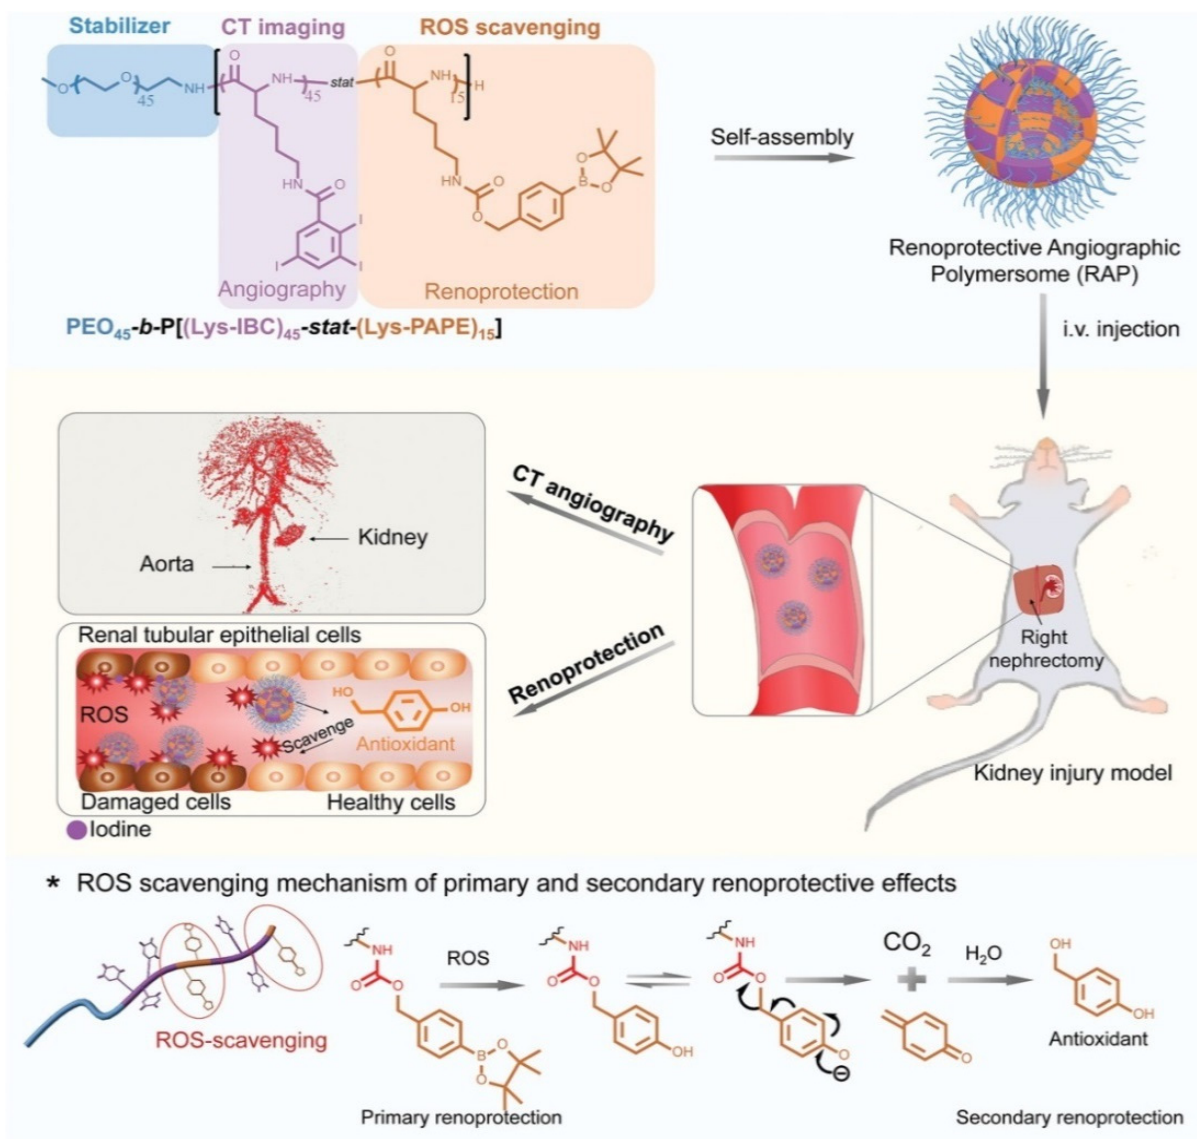 Stabilizer
CT imaging
ROS scavenging
O
O
O
O
45
NH
NH
45
stat
NH
15
H
HN
O
HN
O
O
B
O
O
I
I
I
Angiography
Renoprotection
PEO45-b-P[(Lys-IBC)45-stat-(Lys-PAPE)15]
Self-assembly
Renoprotective Angiographic
Polymersome (RAP)
i.v. injection
CT angiography
Kidney
Aorta
Renoprotection
Right
nephrectomy
Kidney injury model
Renal tubular epithelial cells
ROS
HO
OH
Scavenge
Antioxidant
Damaged cells
Healthy cells
Iodine
* ROS scavenging mechanism of primary and secondary renoprotective effects
ROS-scavenging
NH
O
O
B
O
O
ROS
NH
O
O
OH
NH
O
O
O
⊖
CO2
+
O
H2O
OH
OH
Antioxidant
Primary renoprotection
Secondary renoprotection